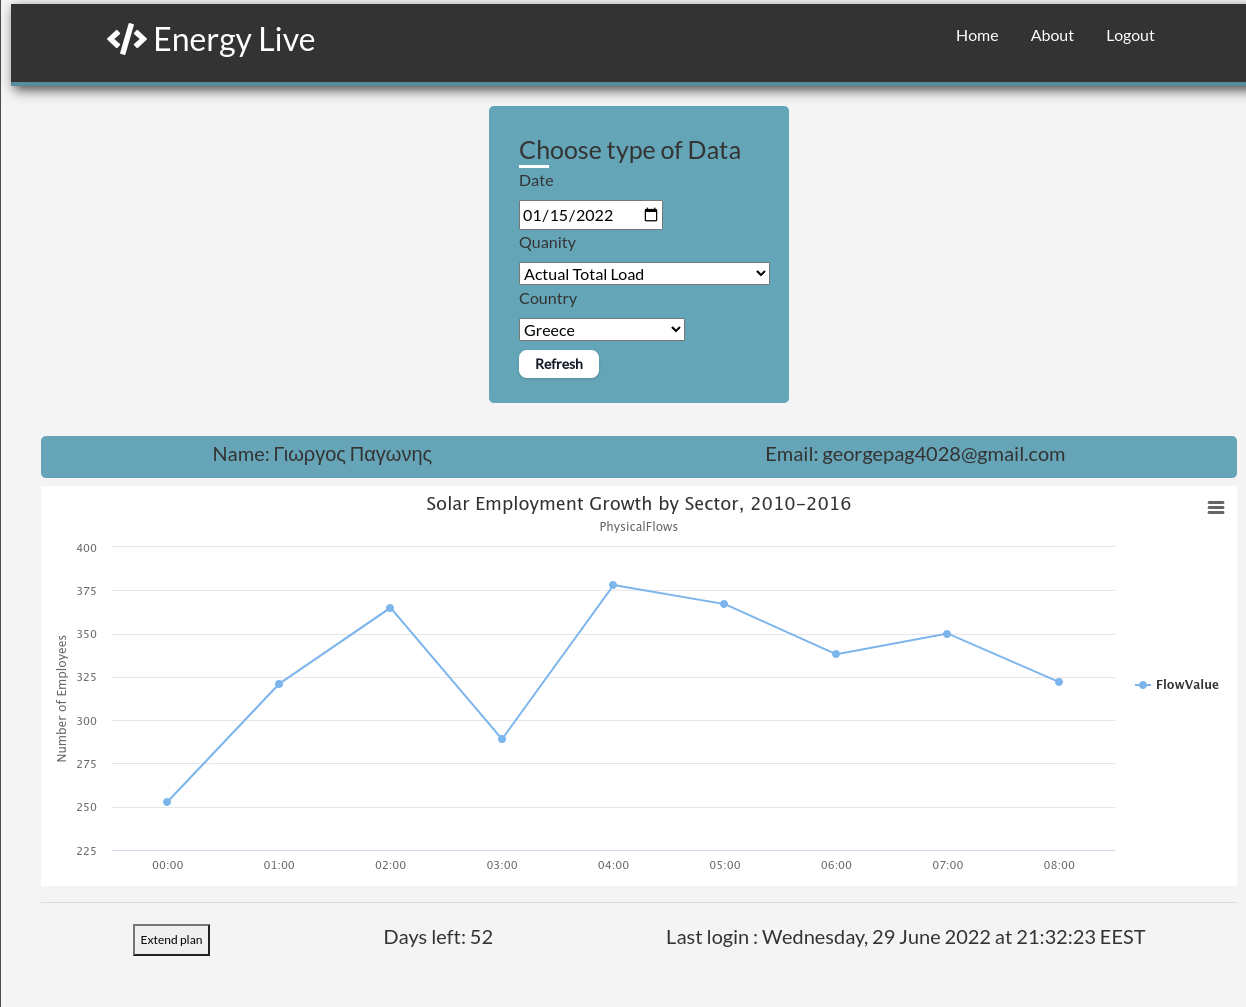 </> Energy Live
Home About Logout
Choose type of Data
Date
01/15/2022
Quanity
Actual Total Load
Country
Greece
Refresh
Name: Γιωργος Παγωνης Email: georgepag4028@gmail.com
Solar Employment Growth by Sector, 2010-2016
PhysicalFlows
Number of Employees
400
375
350
325
300
275
250
225
00:00 01:00 02:00 03:00 04:00 05:00 06:00 07:00 08:00
FlowValue
Extend plan Days left: 52 Last login : Wednesday, 29 June 2022 at 21:32:23 EEST